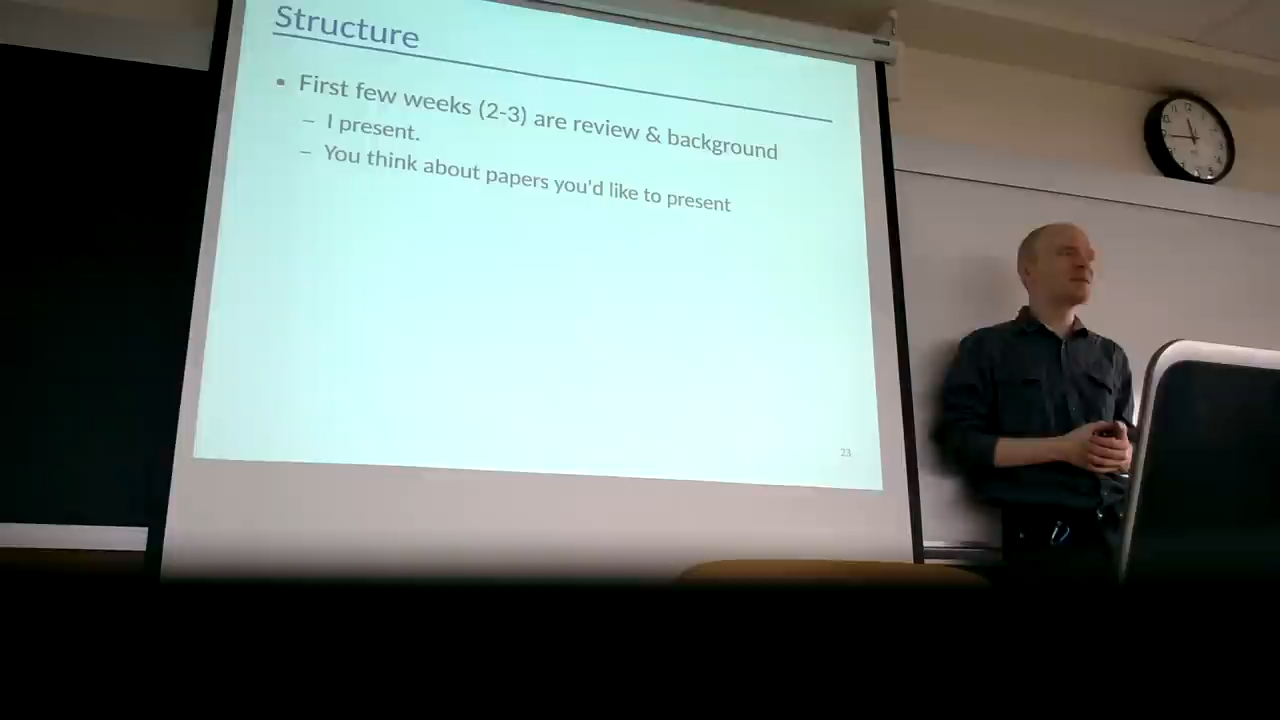 Structure
• First few weeks (2-3) are review & background
– I present.
– You think about papers you'd like to present
23